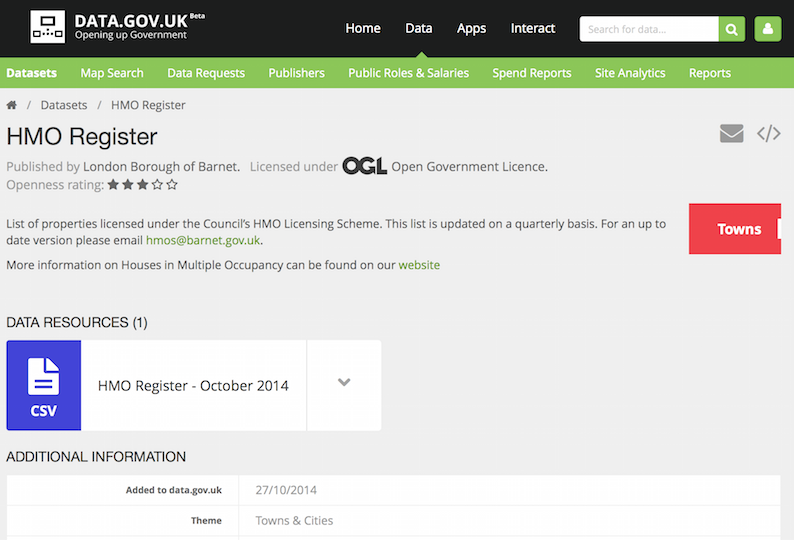 DATA.GOV.UK Beta
Opening up Government
Home Data Apps Interact
Search for data...
Datasets Map Search Data Requests Publishers Public Roles & Salaries Spend Reports Site Analytics Reports
/ Datasets / HMO Register
HMO Register
Published by London Borough of Barnet. Licensed under OGL Open Government Licence.
Openness rating:
List of properties licensed under the Council's HMO Licensing Scheme. This list is updated on a quarterly basis. For an up to
date version please email hmos@barnet.gov.uk.
Towns
More information on Houses in Multiple Occupancy can be found on our website
DATA RESOURCES (1)
CSV
HMO Register - October 2014
ADDITIONAL INFORMATION
Added to data.gov.uk 27/10/2014
Theme Towns & Cities